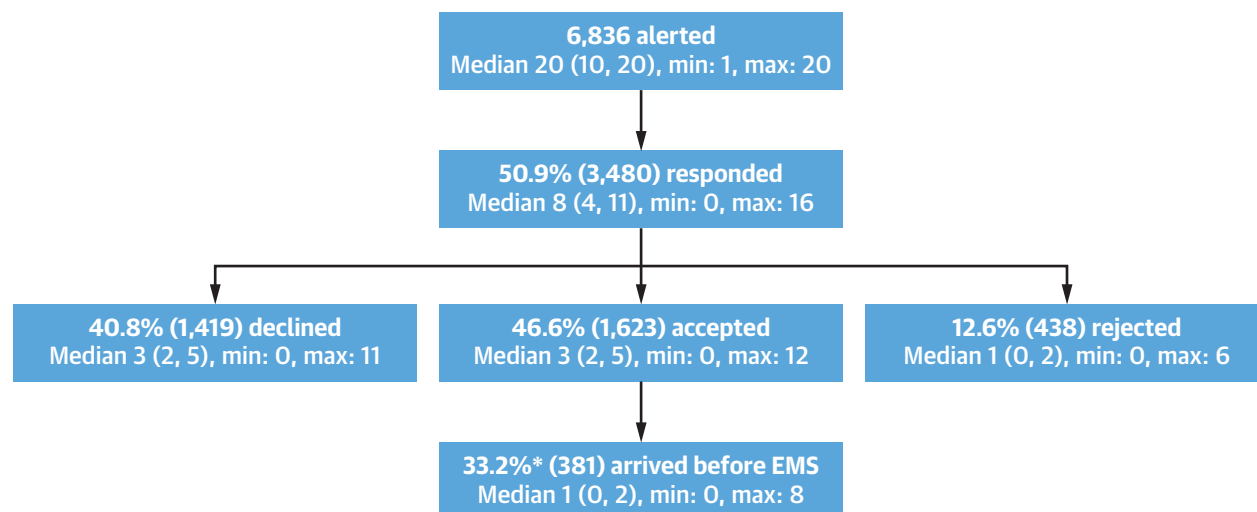 6,836 alerted
Median 20 (10, 20), min: 1, max: 20
50.9% (3,480) responded
Median 8 (4, 11), min: 0, max: 16
40.8% (1,419) declined
Median 3 (2, 5), min: 0, max: 11
46.6% (1,623) accepted
Median 3 (2, 5), min: 0, max: 12
12.6% (438) rejected
Median 1 (0, 2), min: 0, max: 6
33.2%* (381) arrived before EMS
Median 1 (0, 2), min: 0, max: 8